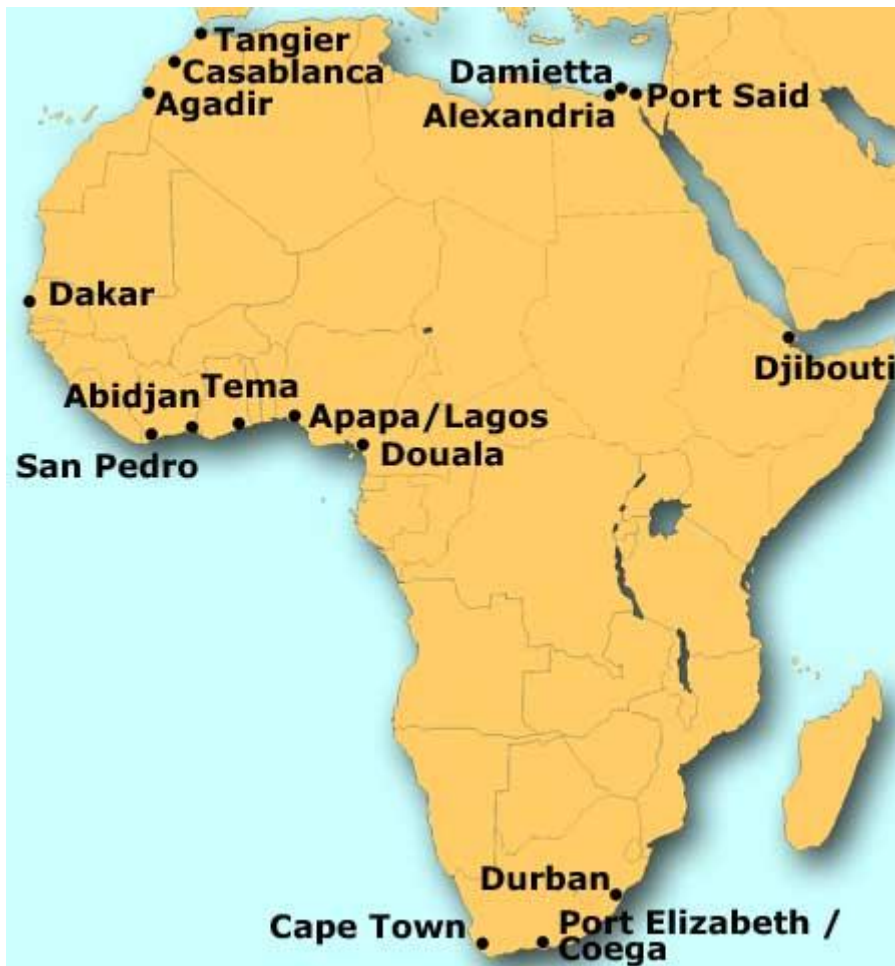 Tangier
Casablanca
Agadir
Damietta
Alexandria
Port Said
Dakar
Djibouti
Abidjan
Tema
Apapa/Lagos
San Pedro
Douala
Durban
Cape Town
Port Elizabeth /
Coega